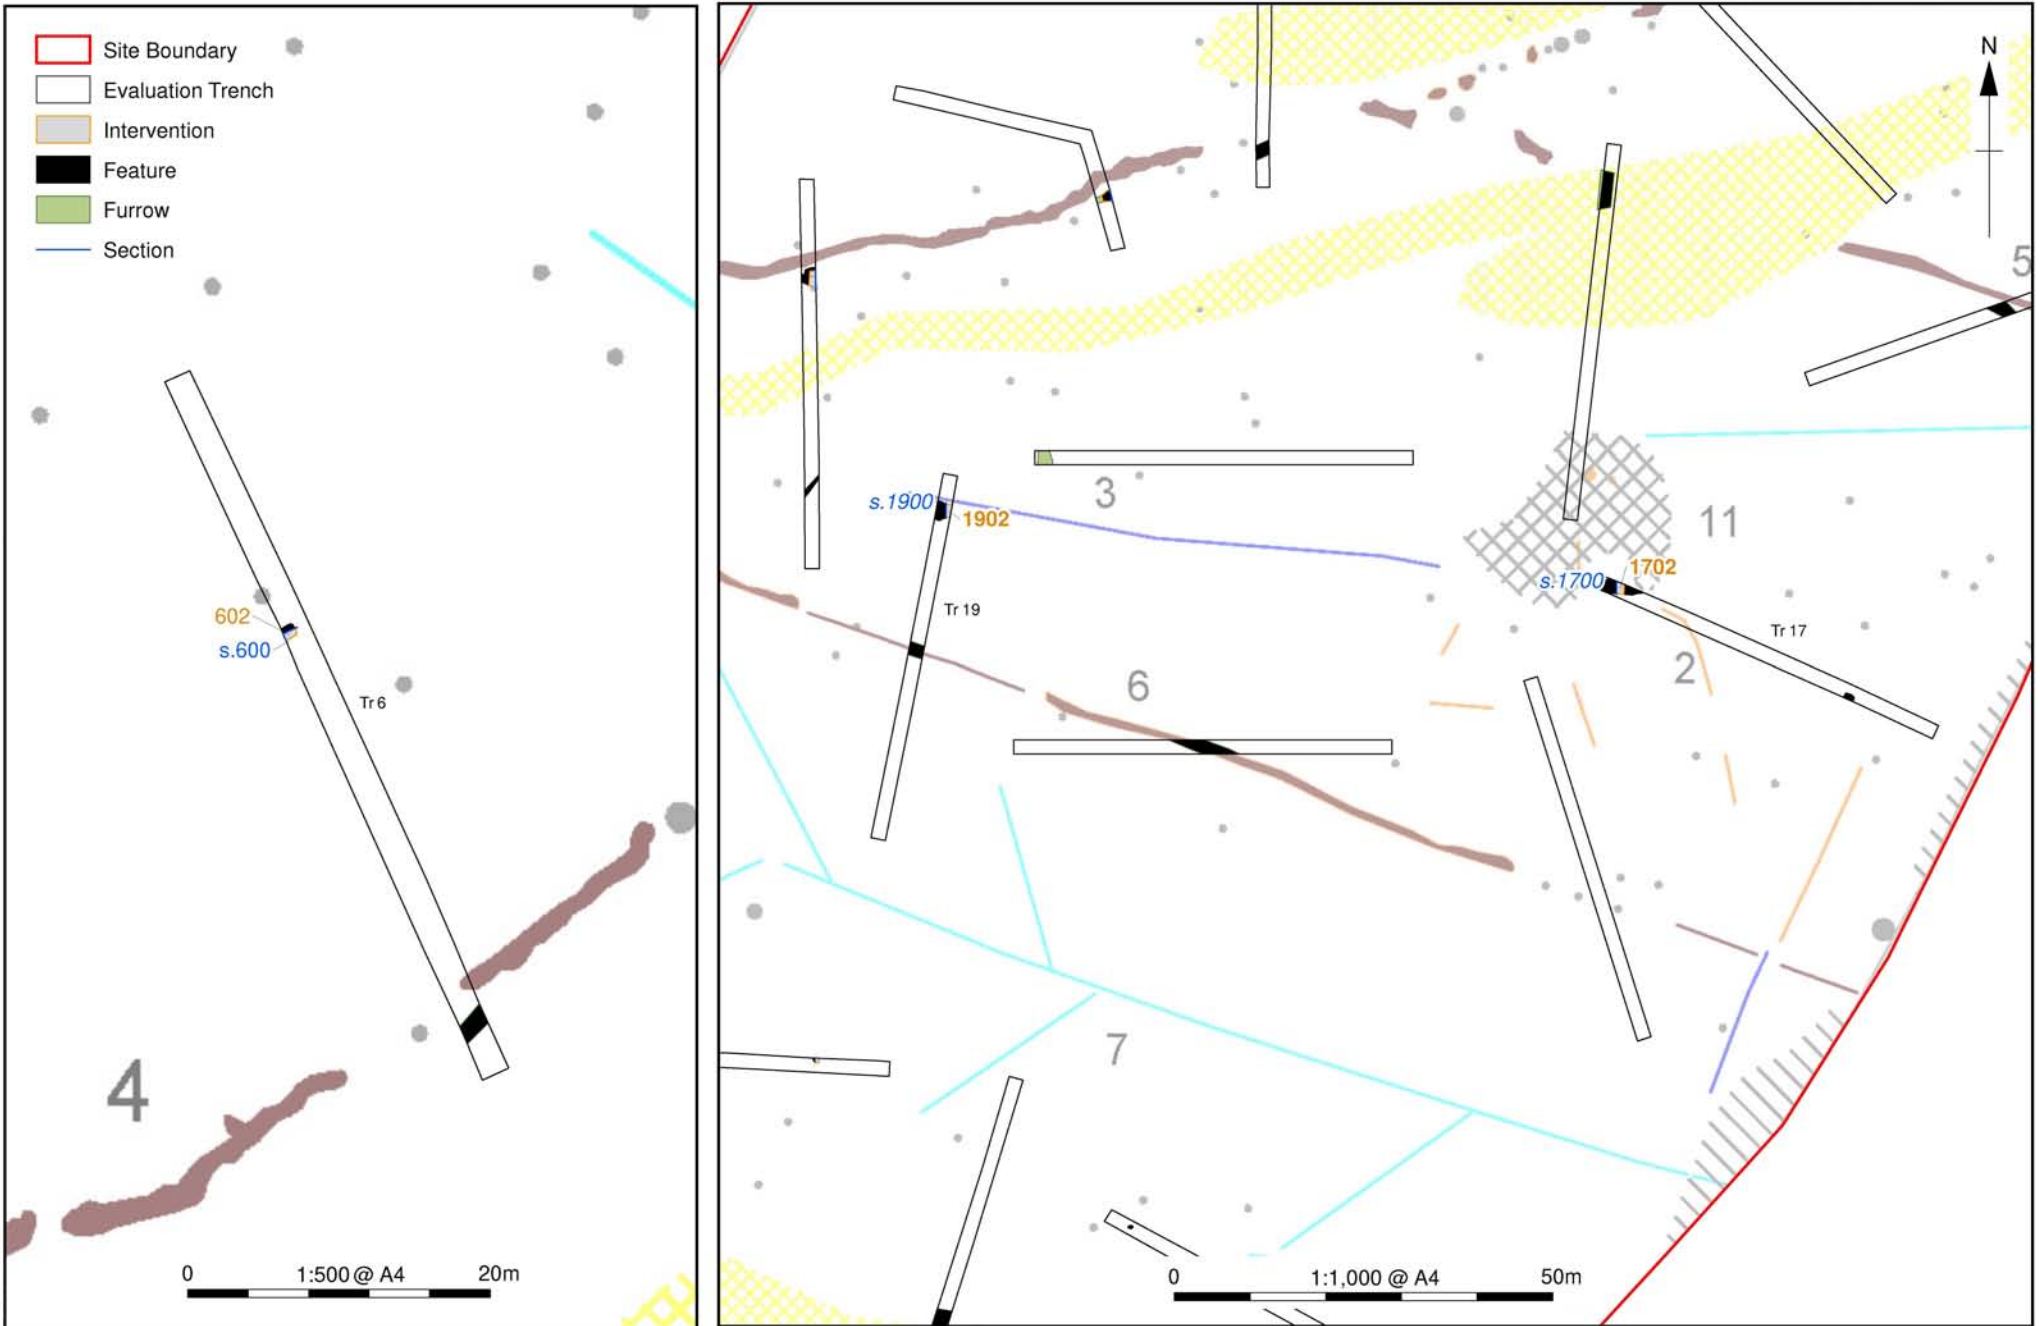 Site Boundary
Evaluation Trench
Intervention
Feature
Furrow
Section
602
s.600
Tr 6
4
0 1:500 @ A4 20m
N
5
3
s.1900
1902
11
s.1700
1702
Tr 19
Tr 17
6
2
7
0 1:1,000 @ A4 50m